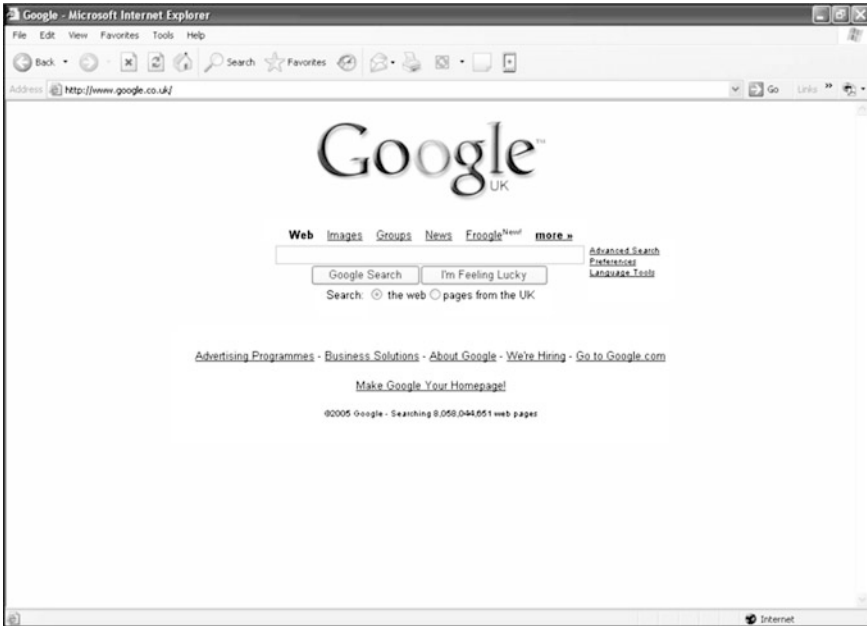 Google - Microsoft Internet Explorer
File Edit View Favorites Tools Help
Back Search Favorites
Address http://www.google.co.uk/ Go Links »
Google™
UK
Web Images Groups News Froogle New! more »
Advanced Search
Preferences
Language Tools
Google Search I'm Feeling Lucky
Search: the web pages from the UK
Advertising Programmes - Business Solutions - About Google - We're Hiring - Go to Google.com
Make Google Your Homepage!
©2005 Google - Searching 8,058,044,651 web pages
Internet